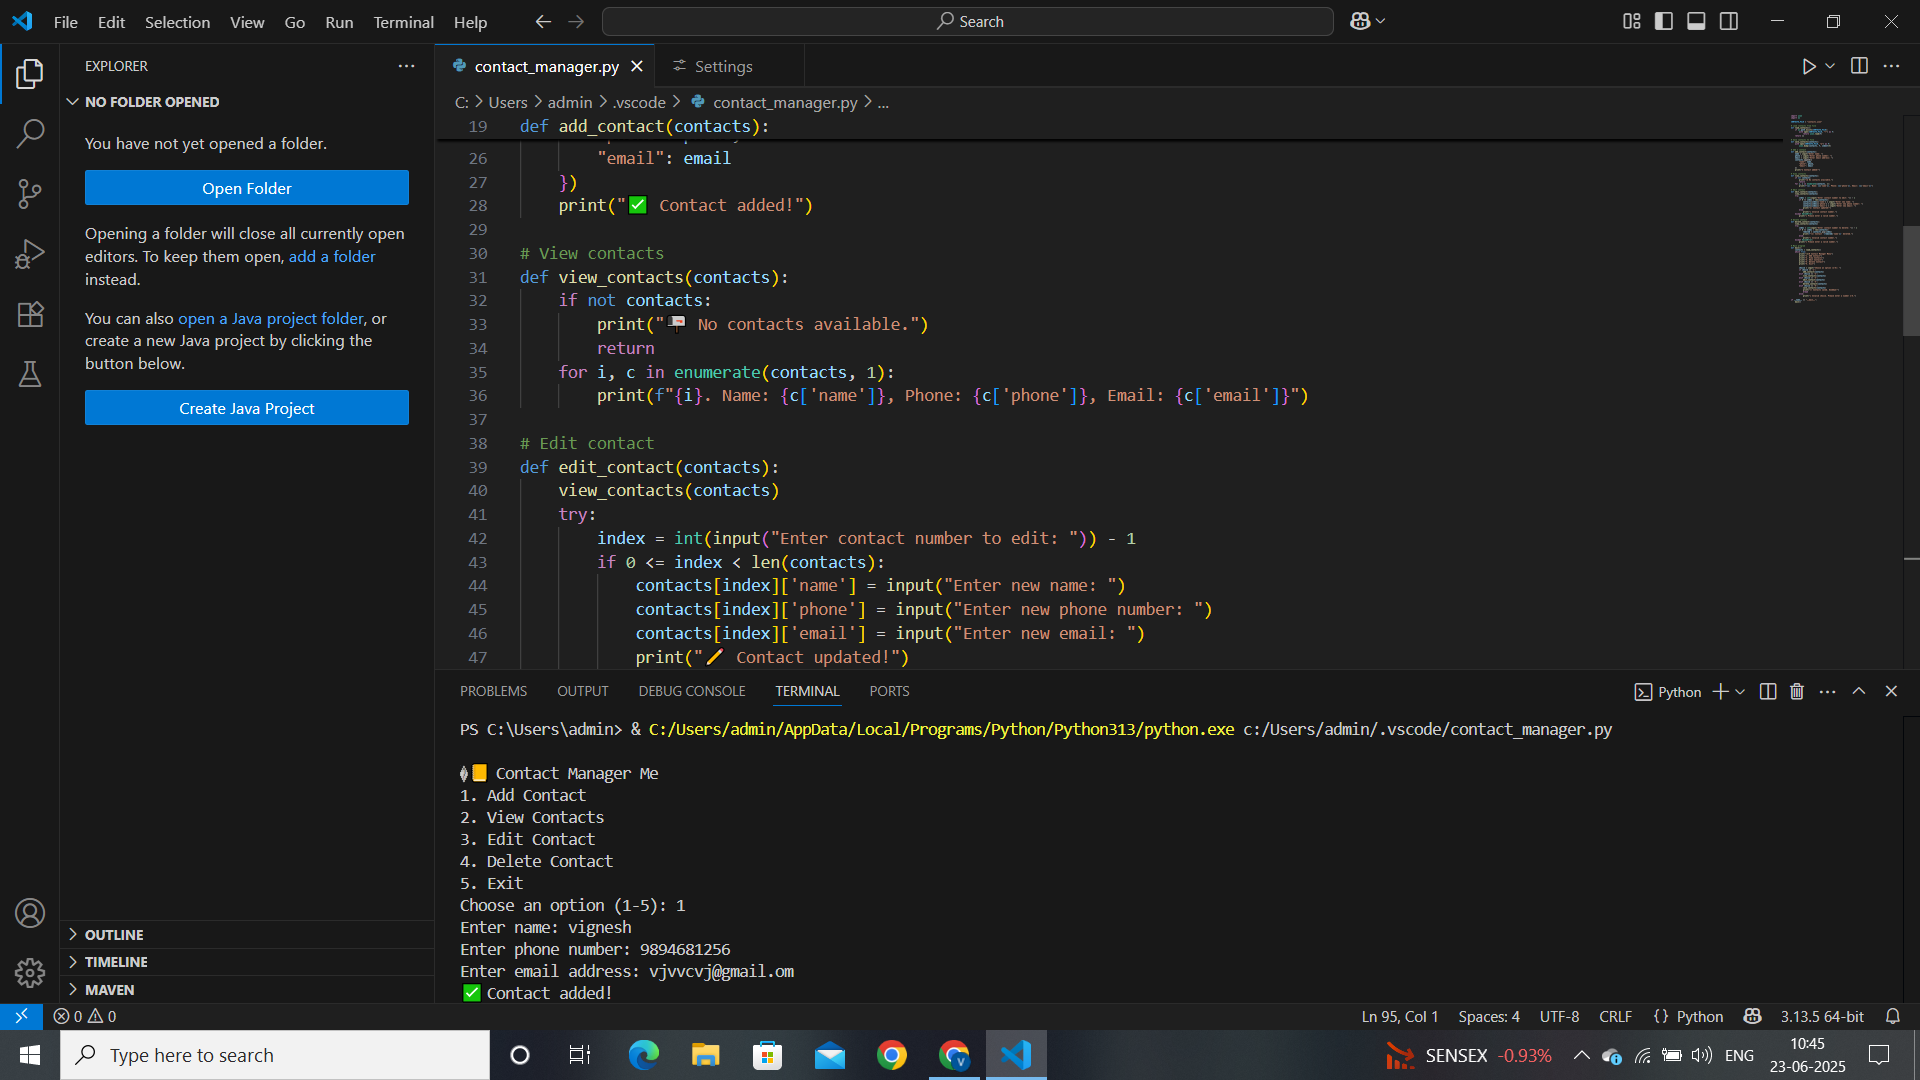 File Edit Selection View Go Run Terminal Help
Search
EXPLORER
NO FOLDER OPENED
You have not yet opened a folder.
Open Folder
Opening a folder will close all currently open
editors. To keep them open, add a folder
instead.
You can also open a Java project folder, or
create a new Java project by clicking the
button below.
Create Java Project
OUTLINE
TIMELINE
MAVEN
contact_manager.py
Settings
C: > Users > admin > .vscode > contact_manager.py > ...
19 def add_contact(contacts):
26 "email": email
27 })
28 print("✅ Contact added!")
29
30 # View contacts
31 def view_contacts(contacts):
32 if not contacts:
33 print("📭 No contacts available.")
34 return
35 for i, c in enumerate(contacts, 1):
36 print(f"{i}. Name: {c['name']}, Phone: {c['phone']}, Email: {c['email']}")
37
38 # Edit contact
39 def edit_contact(contacts):
40 view_contacts(contacts)
41 try:
42 index = int(input("Enter contact number to edit: ")) - 1
43 if 0 <= index < len(contacts):
44 contacts[index]['name'] = input("Enter new name: ")
45 contacts[index]['phone'] = input("Enter new phone number: ")
46 contacts[index]['email'] = input("Enter new email: ")
47 print("✏️ Contact updated!")
PROBLEMS OUTPUT DEBUG CONSOLE TERMINAL PORTS
Python
PS C:\Users\admin> & C:/Users/admin/AppData/Local/Programs/Python/Python313/python.exe c:/Users/admin/.vscode/contact_manager.py
📒 Contact Manager Me
1. Add Contact
2. View Contacts
3. Edit Contact
4. Delete Contact
5. Exit
Choose an option (1-5): 1
Enter name: vignesh
Enter phone number: 9894681256
Enter email address: vjvvcvj@gmail.om
✅ Contact added!
0 0
Ln 95, Col 1 Spaces: 4 UTF-8 CRLF {} Python 3.13.5 64-bit
Type here to search
SENSEX -0.93%
ENG
10:45
23-06-2025